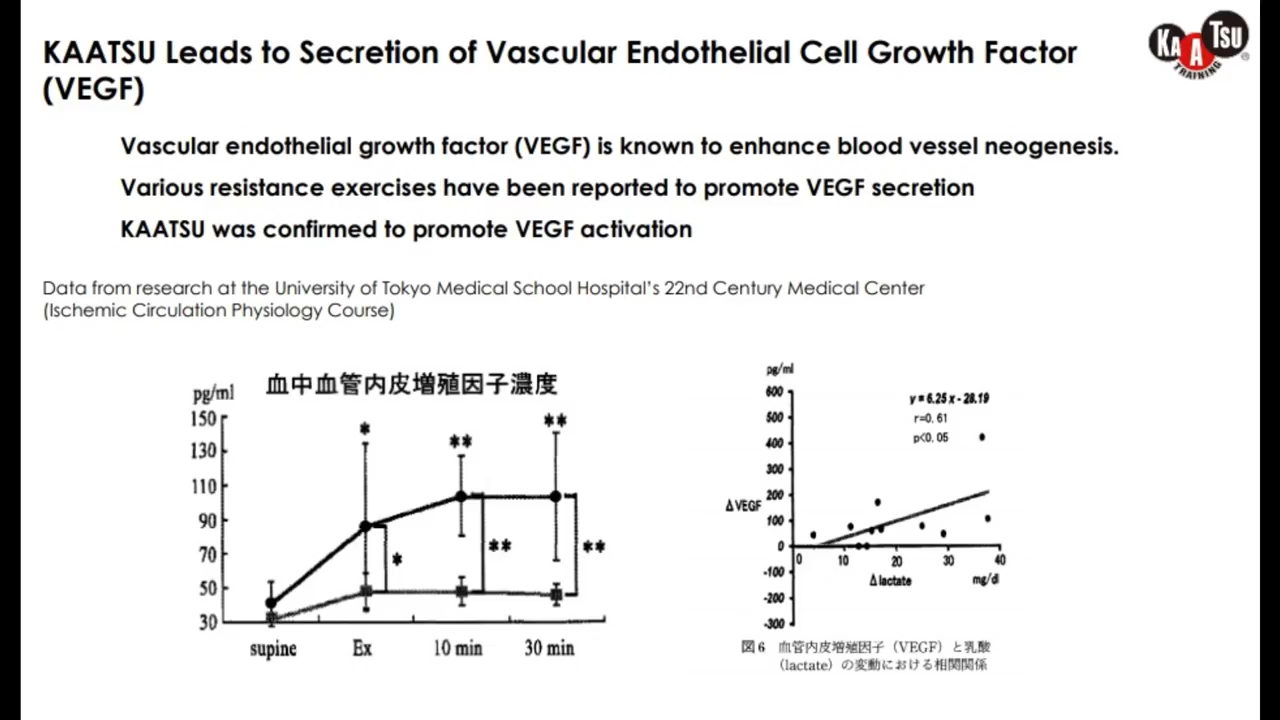 KAATSU Leads to Secretion of Vascular Endothelial Cell Growth Factor
(VEGF)
KAATSU
TRAINING
®
Vascular endothelial growth factor (VEGF) is known to enhance blood vessel neogenesis.
Various resistance exercises have been reported to promote VEGF secretion
KAATSU was confirmed to promote VEGF activation
Data from research at the University of Tokyo Medical School Hospital's 22nd Century Medical Center
(Ischemic Circulation Physiology Course)
pg/ml 血中血管内皮増殖因子濃度
150
130
110
90
70
50
30
*
**
**
*
**
**
supine Ex 10 min 30 min
pg/ml
600
500
400
300
200
100
0
-100
-200
-300
y = 6.25 x - 28.19
r=0.61
p<0.05
Δ VEGF
0 10 20 30 40
Δ lactate mg/dl
図6 血管内皮増殖因子（VEGF）と乳酸
（lactate）の変動における相関関係